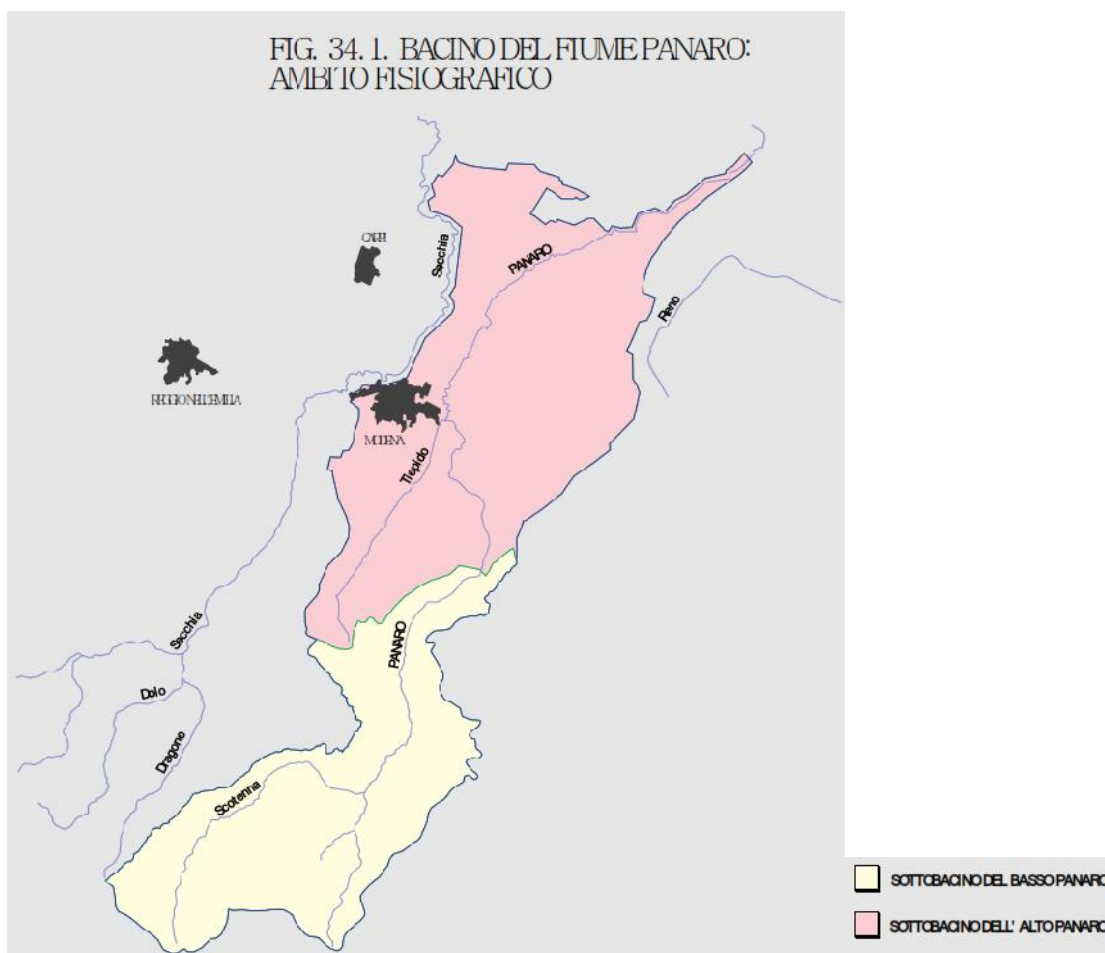 FIG. 34. 1. BACINO DEL FIUME PANARO:
AMBITO FISIOGRAFICO
CARPI
Secchia
PANARO
Reno
REGGIO NELL'EMILIA
MODENA
Tiepido
Secchia
PANARO
Dolo
Dragone
Scotenna
SOTTOBACINO DEL BASSO PANARO
SOTTOBACINO DELL' ALTO PANARO